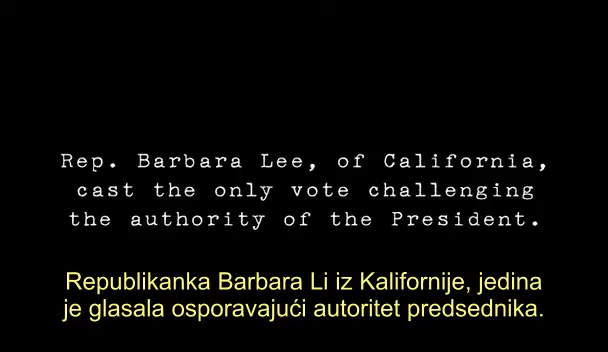 Rep. Barbara Lee, of California,
cast the only vote challenging
the authority of the President.
Republikanka Barbara Li iz Kalifornije, jedina
je glasala osporavajući autoritet predsednika.